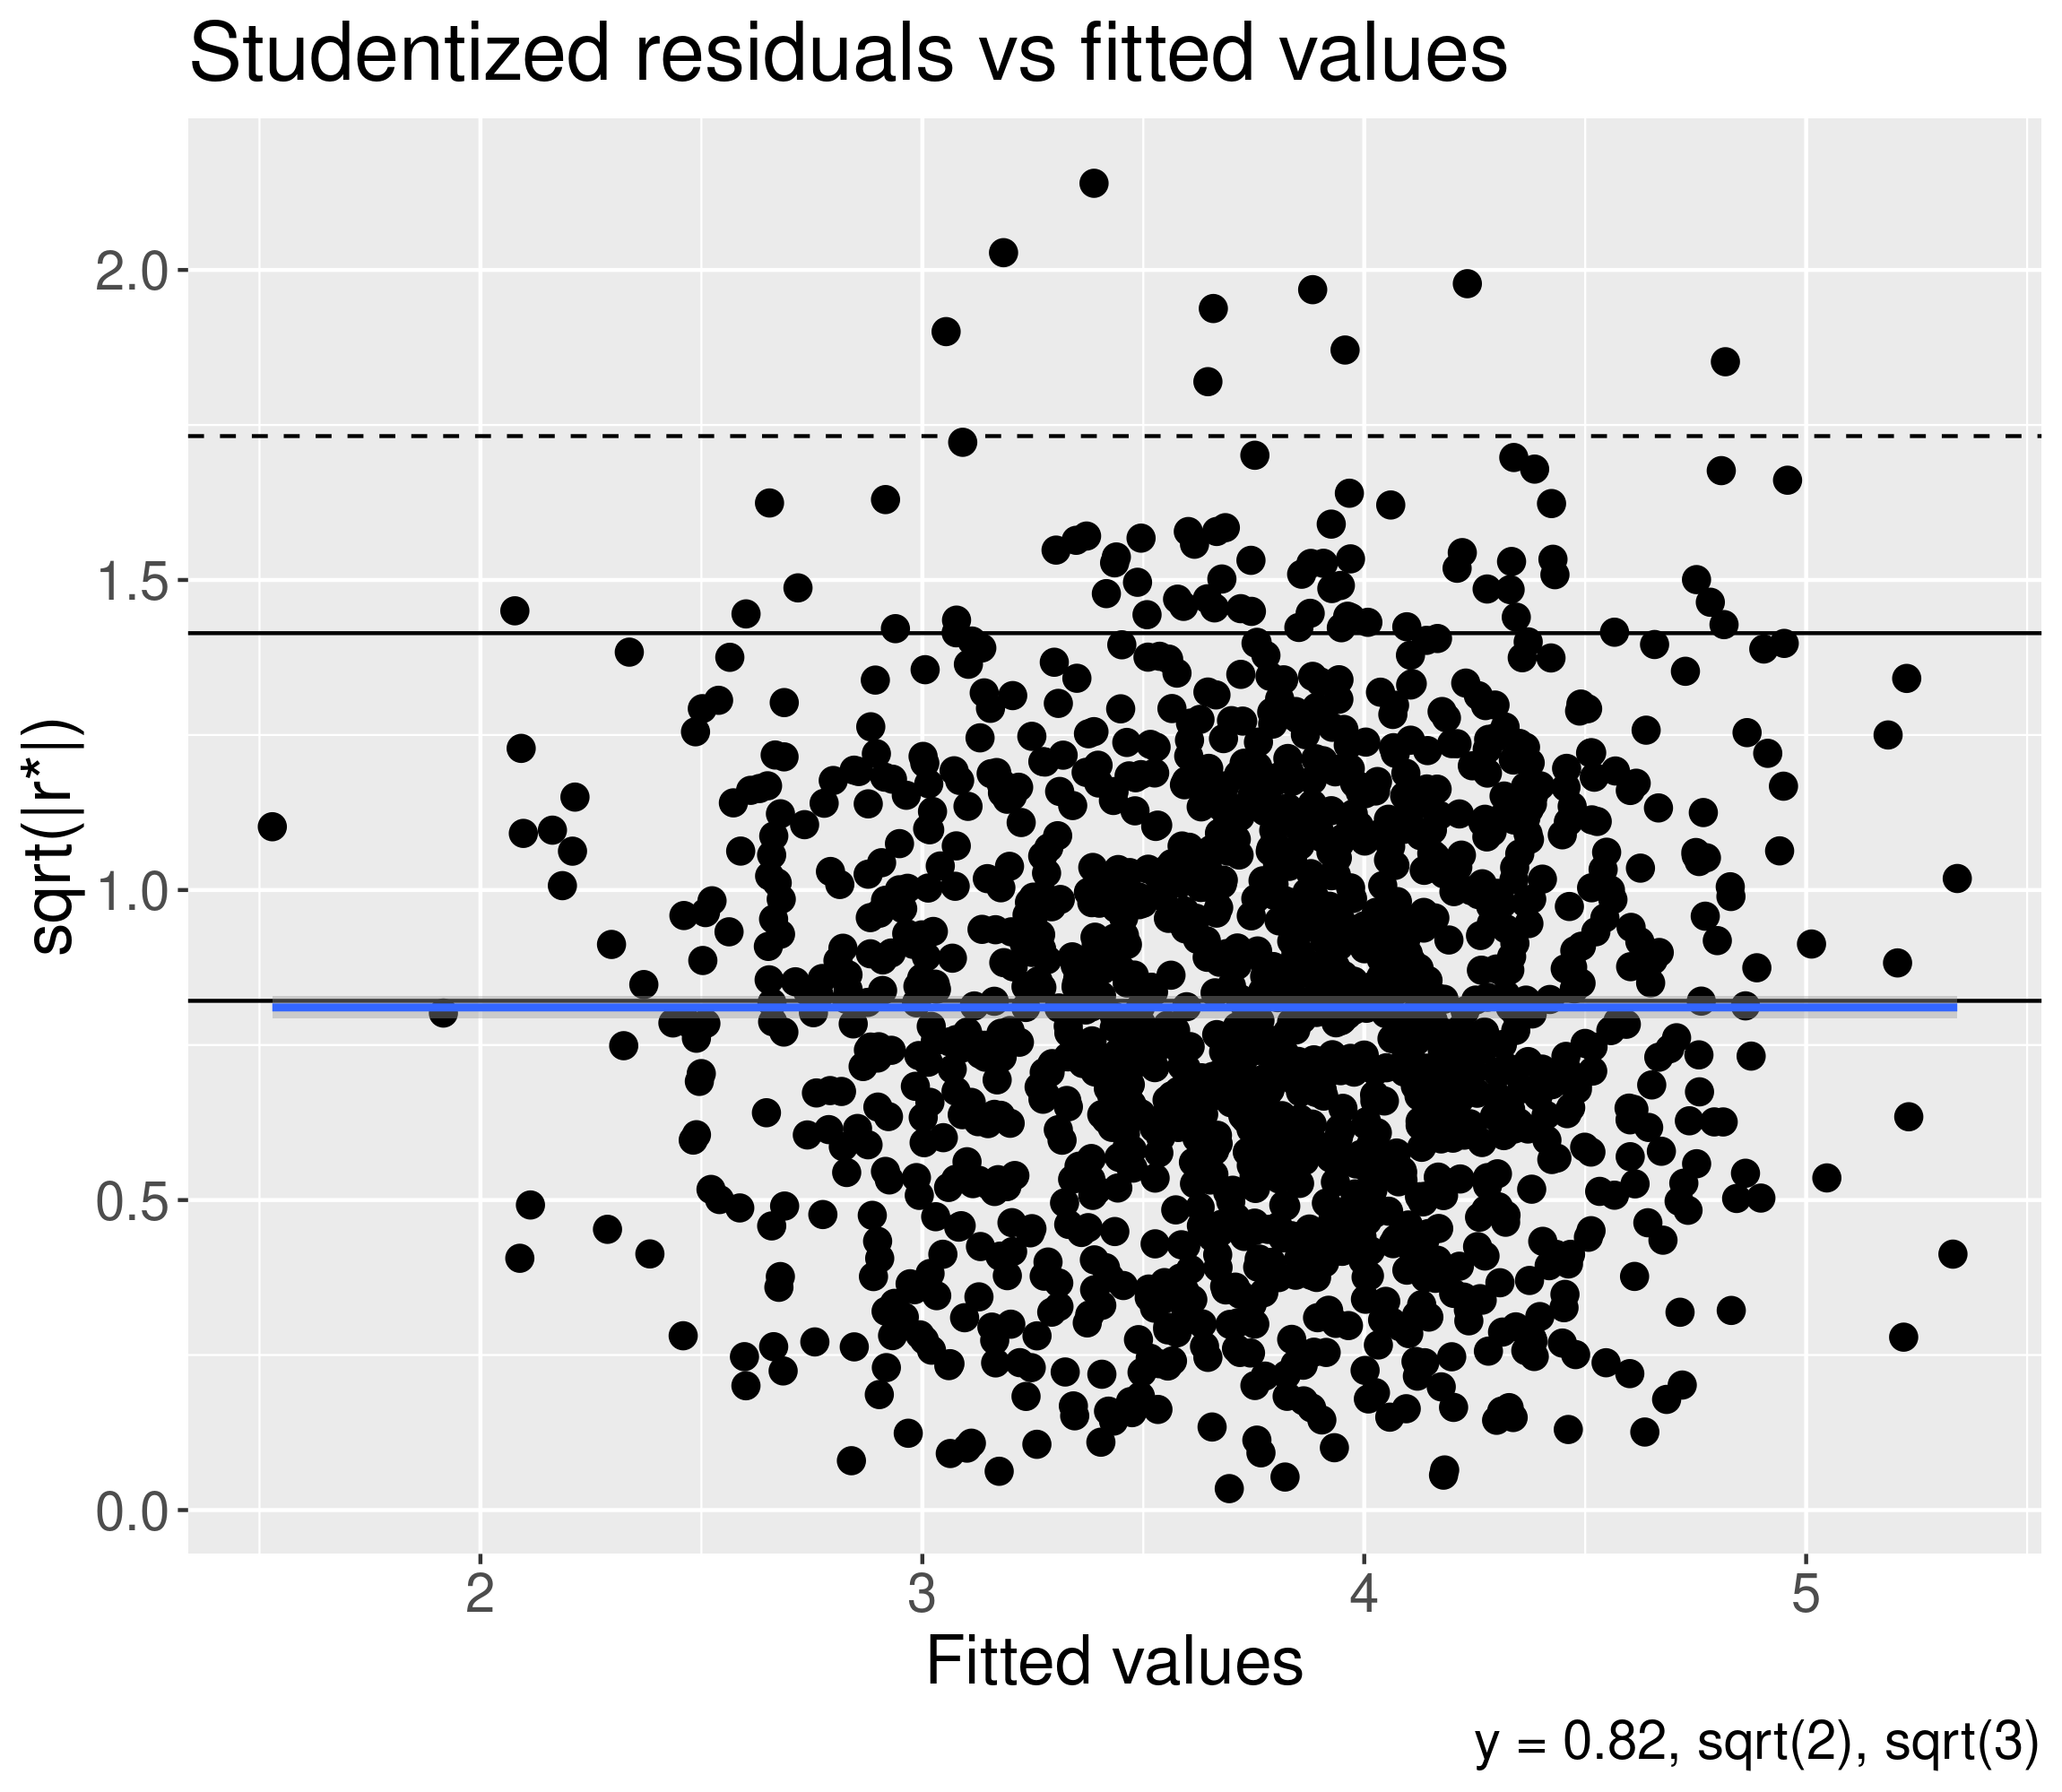 Studentized residuals vs fitted values
sqrt(|r*|)
2.0
1.5
1.0
0.5
0.0
2 3 4 5
Fitted values
y = 0.82, sqrt(2), sqrt(3)